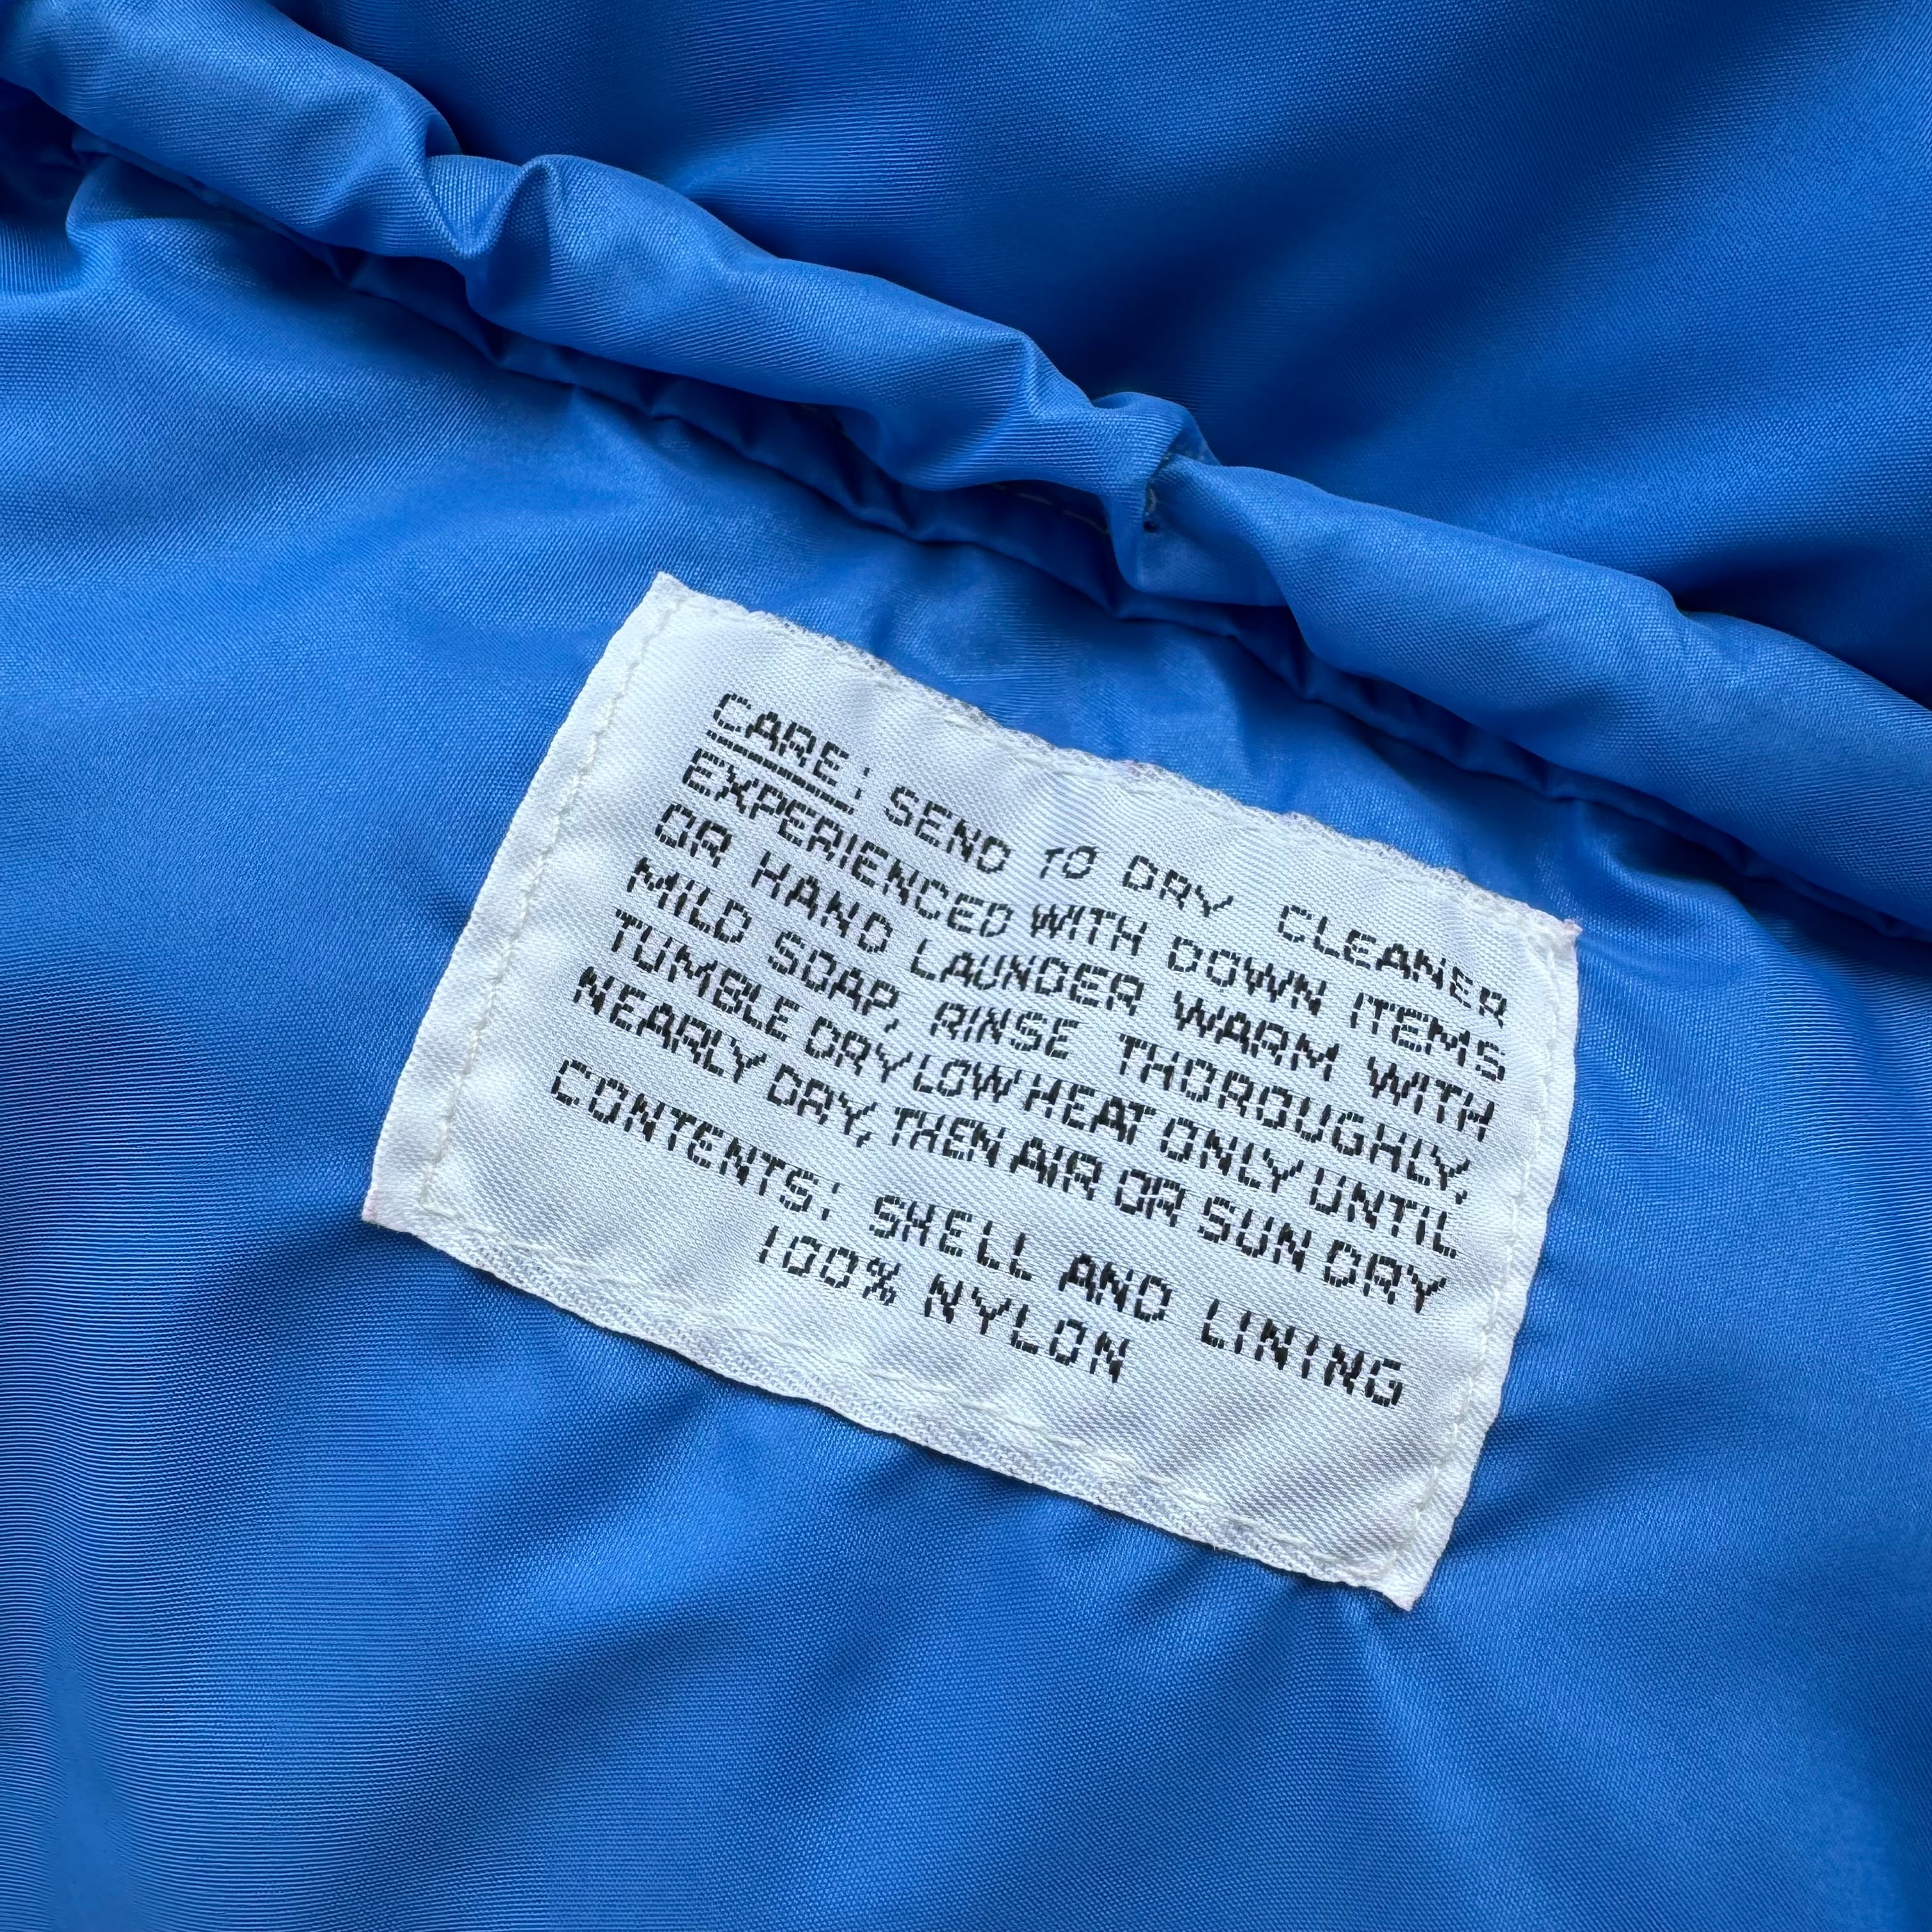 CARE: SEND TO DRY CLEANER
EXPERIENCED WITH DOWN ITEMS
OR HAND LAUNDER WARM WITH
MILD SOAP, RINSE THOROUGHLY,
TUMBLE DRY LOW HEAT ONLY UNTIL
NEARLY DRY, THEN AIR OR SUN DRY
CONTENTS: SHELL AND LINING
100% NYLON